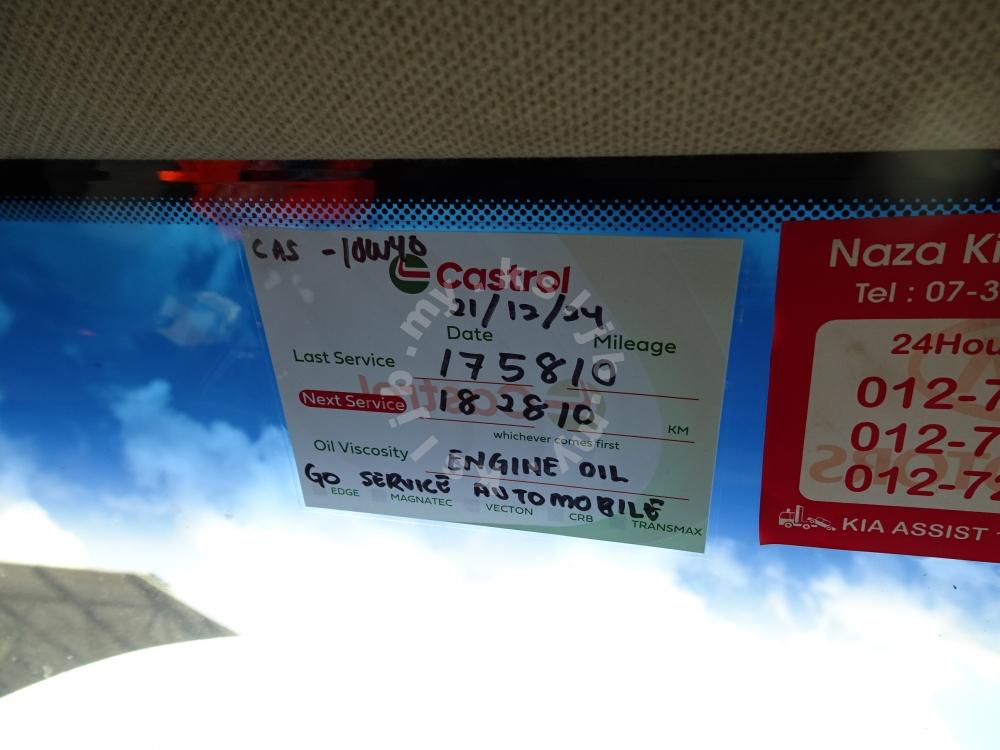 CAS - 10W40
Castrol
21/12/24
Date
Mileage
Last Service
175810
Next Service
182810
KM
whichever comes first
Oil Viscosity
ENGINE OIL
GO SERVICE AUTOMOBILE
EDGE
MAGNATEC
VECTON
CRB
TRANSMAX
Naza Ki
Tel : 07-3
24Hou
012-7
012-7
012-72
KIA ASSIST